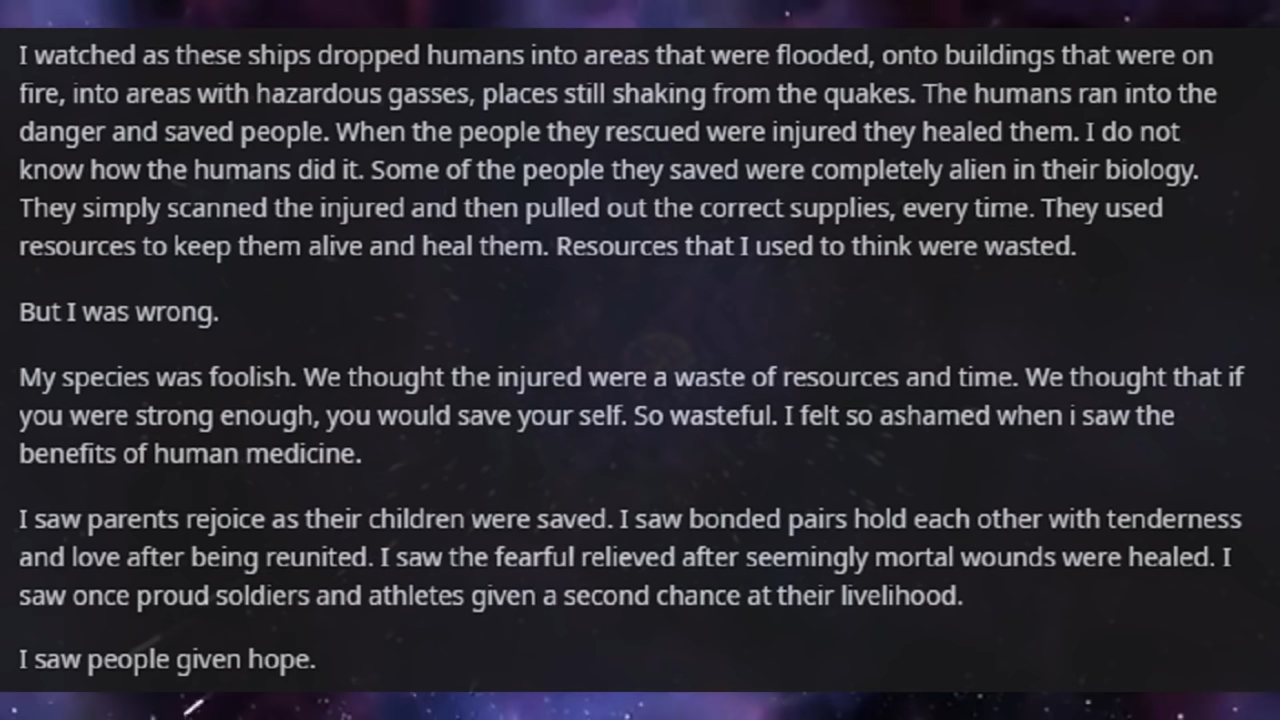 I watched as these ships dropped humans into areas that were flooded, onto buildings that were on
fire, into areas with hazardous gasses, places still shaking from the quakes. The humans ran into the
danger and saved people. When the people they rescued were injured they healed them. I do not
know how the humans did it. Some of the people they saved were completely alien in their biology.
They simply scanned the injured and then pulled out the correct supplies, every time. They used
resources to keep them alive and heal them. Resources that I used to think were wasted.
But I was wrong.
My species was foolish. We thought the injured were a waste of resources and time. We thought that if
you were strong enough, you would save your self. So wasteful. I felt so ashamed when i saw the
benefits of human medicine.
I saw parents rejoice as their children were saved. I saw bonded pairs hold each other with tenderness
and love after being reunited. I saw the fearful relieved after seemingly mortal wounds were healed. I
saw once proud soldiers and athletes given a second chance at their livelihood.
I saw people given hope.